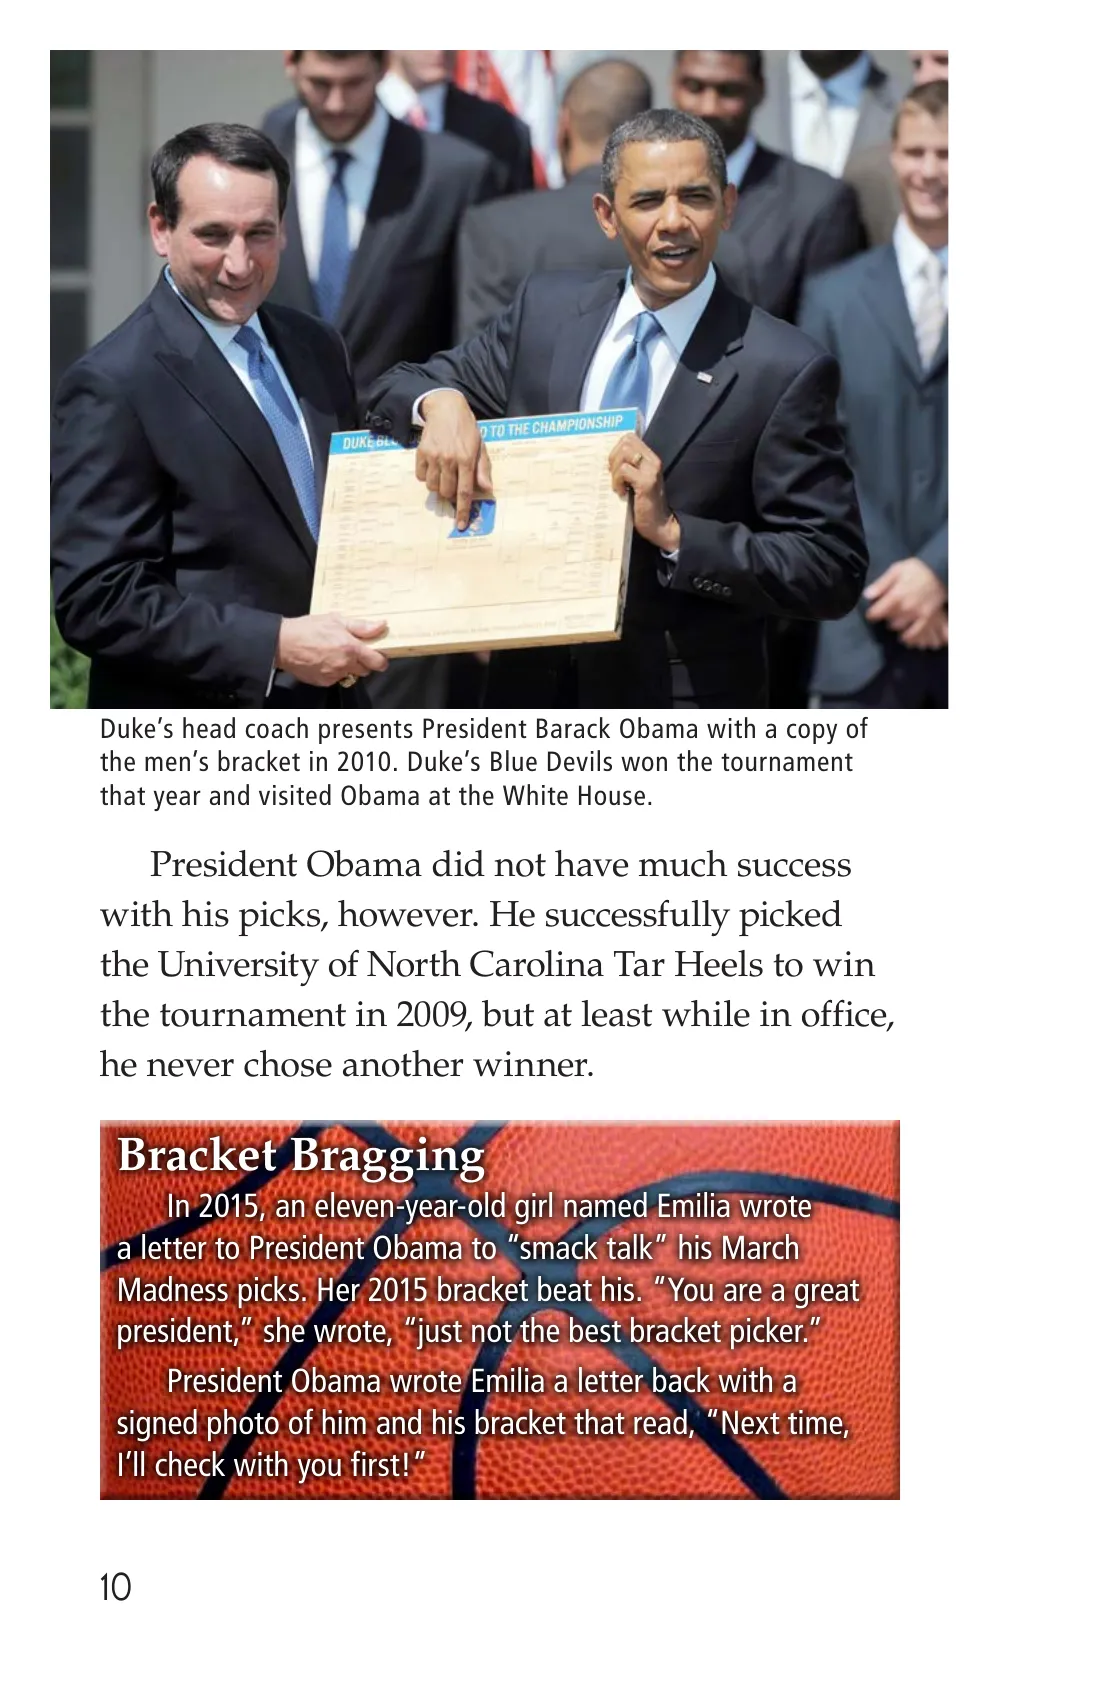 DUKE BL
D TO THE CHAMPIONSHIP
Duke’s head coach presents President Barack Obama with a copy of
the men’s bracket in 2010. Duke’s Blue Devils won the tournament
that year and visited Obama at the White House.
President Obama did not have much success
with his picks, however. He successfully picked
the University of North Carolina Tar Heels to win
the tournament in 2009, but at least while in office,
he never chose another winner.
Bracket Bragging
In 2015, an eleven-year-old girl named Emilia wrote
a letter to President Obama to “smack talk” his March
Madness picks. Her 2015 bracket beat his. “You are a great
president,” she wrote, “just not the best bracket picker.”
President Obama wrote Emilia a letter back with a
signed photo of him and his bracket that read, “Next time,
I’ll check with you first!”
10